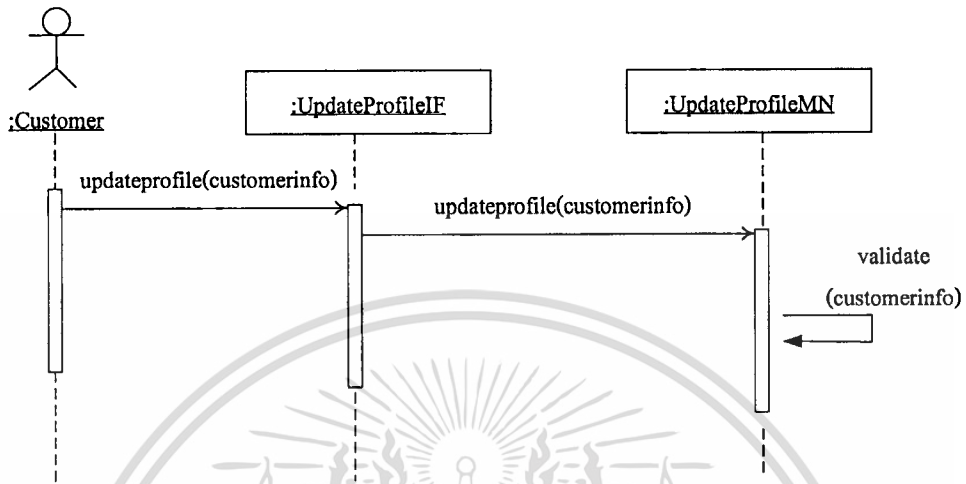 :Customer
:UpdateProfileIF
:UpdateProfileMN
updateprofile(customerinfo)
updateprofile(customerinfo)
validate
(customerinfo)